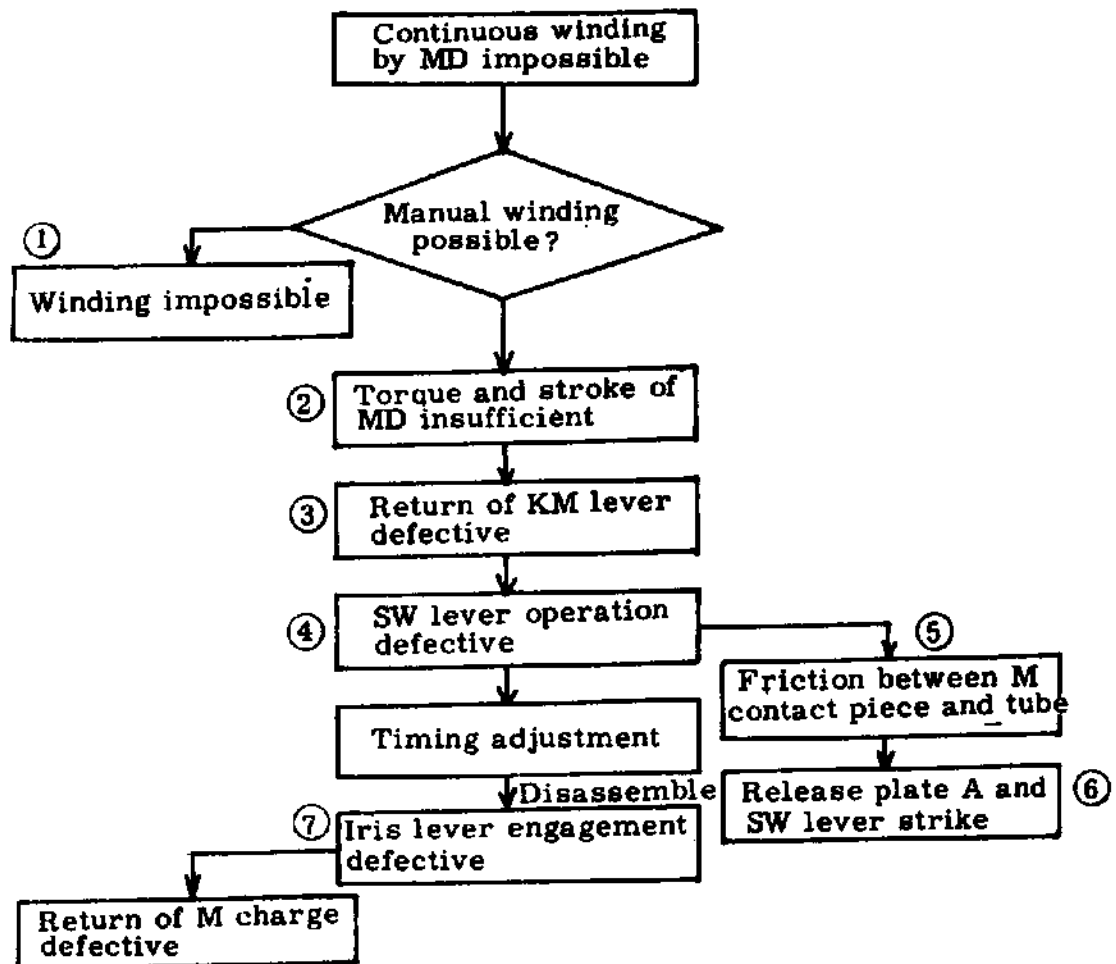 Continuous winding
by MD impossible
Manual winding
possible?
①
Winding impossible
②
Torque and stroke of
MD insufficient
③
Return of KM lever
defective
④
SW lever operation
defective
⑤
Friction between M
contact piece and tube
Timing adjustment
Disassemble
⑥
Release plate A and
SW lever strike
⑦
Iris lever engagement
defective
Return of M charge
defective